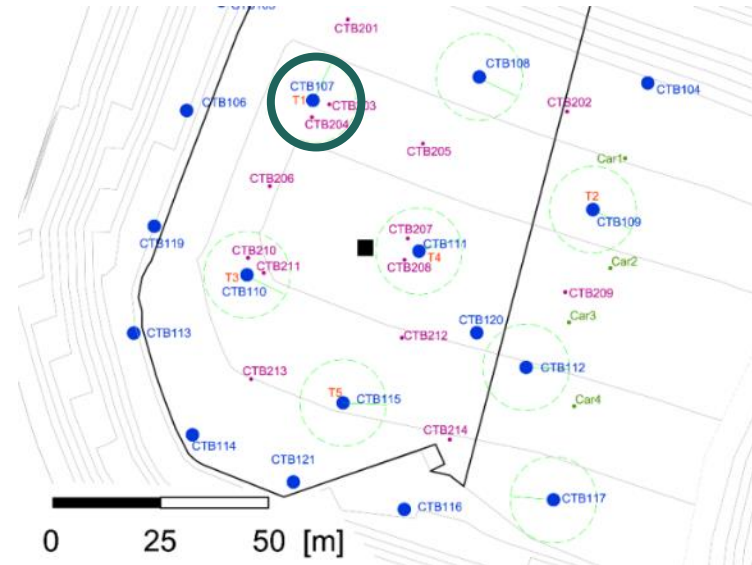 CTB201
CTB108
CTB107
CTB104
T1
CTB106
CTB203
CTB202
CTB204
CTB205
Car1
CTB206
T2
CTB109
CTB207
CTB119
CTB111
CTB210
T4
CTB208
Car2
CTB211
T3
CTB110
CTB209
Car3
CTB120
CTB113
CTB212
CTB112
CTB213
T5
CTB115
Car4
CTB214
CTB114
CTB121
CTB117
CTB116
0 25 50 [m]